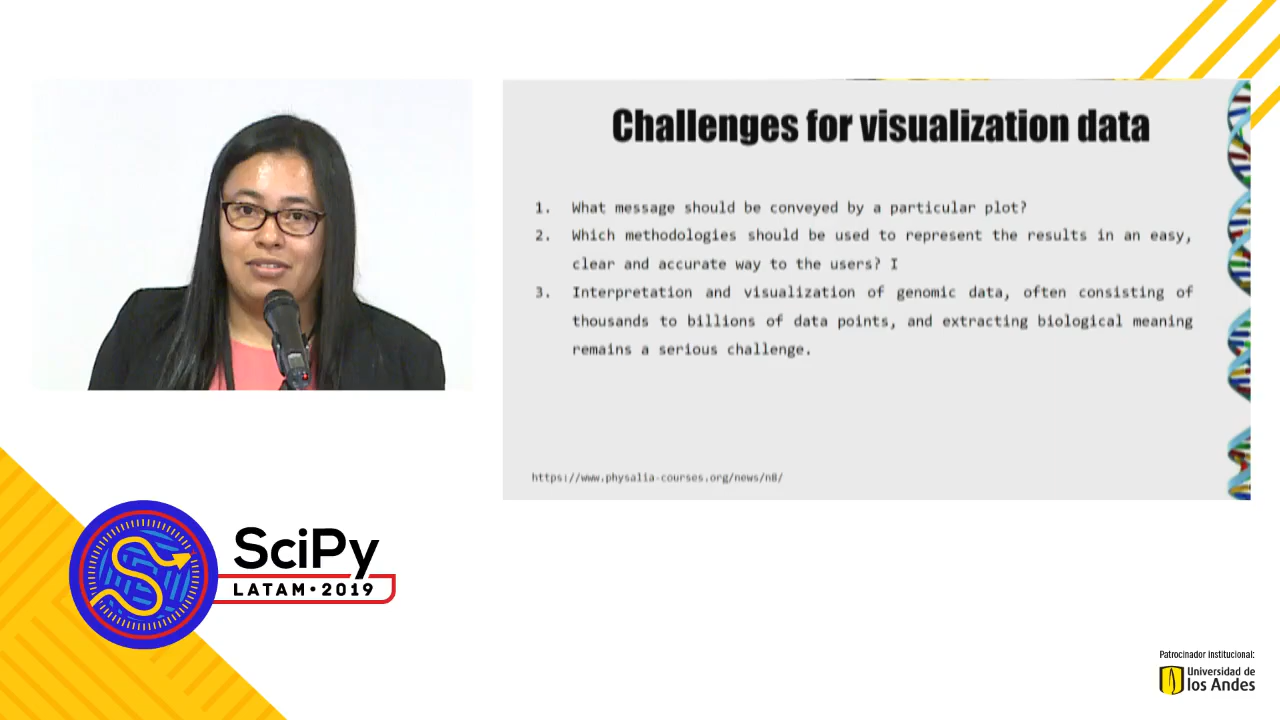 Challenges for visualization data
1. What message should be conveyed by a particular plot?
2. Which methodologies should be used to represent the results in an easy,
clear and accurate way to the users?
3. Interpretation and visualization of genomic data, often consisting of
thousands to billions of data points, and extracting biological meaning
remains a serious challenge.
https://www.physalia-courses.org/news/n8/
SciPy
LATAM•2019
Patrocinador institucional:
Universidad de
los Andes